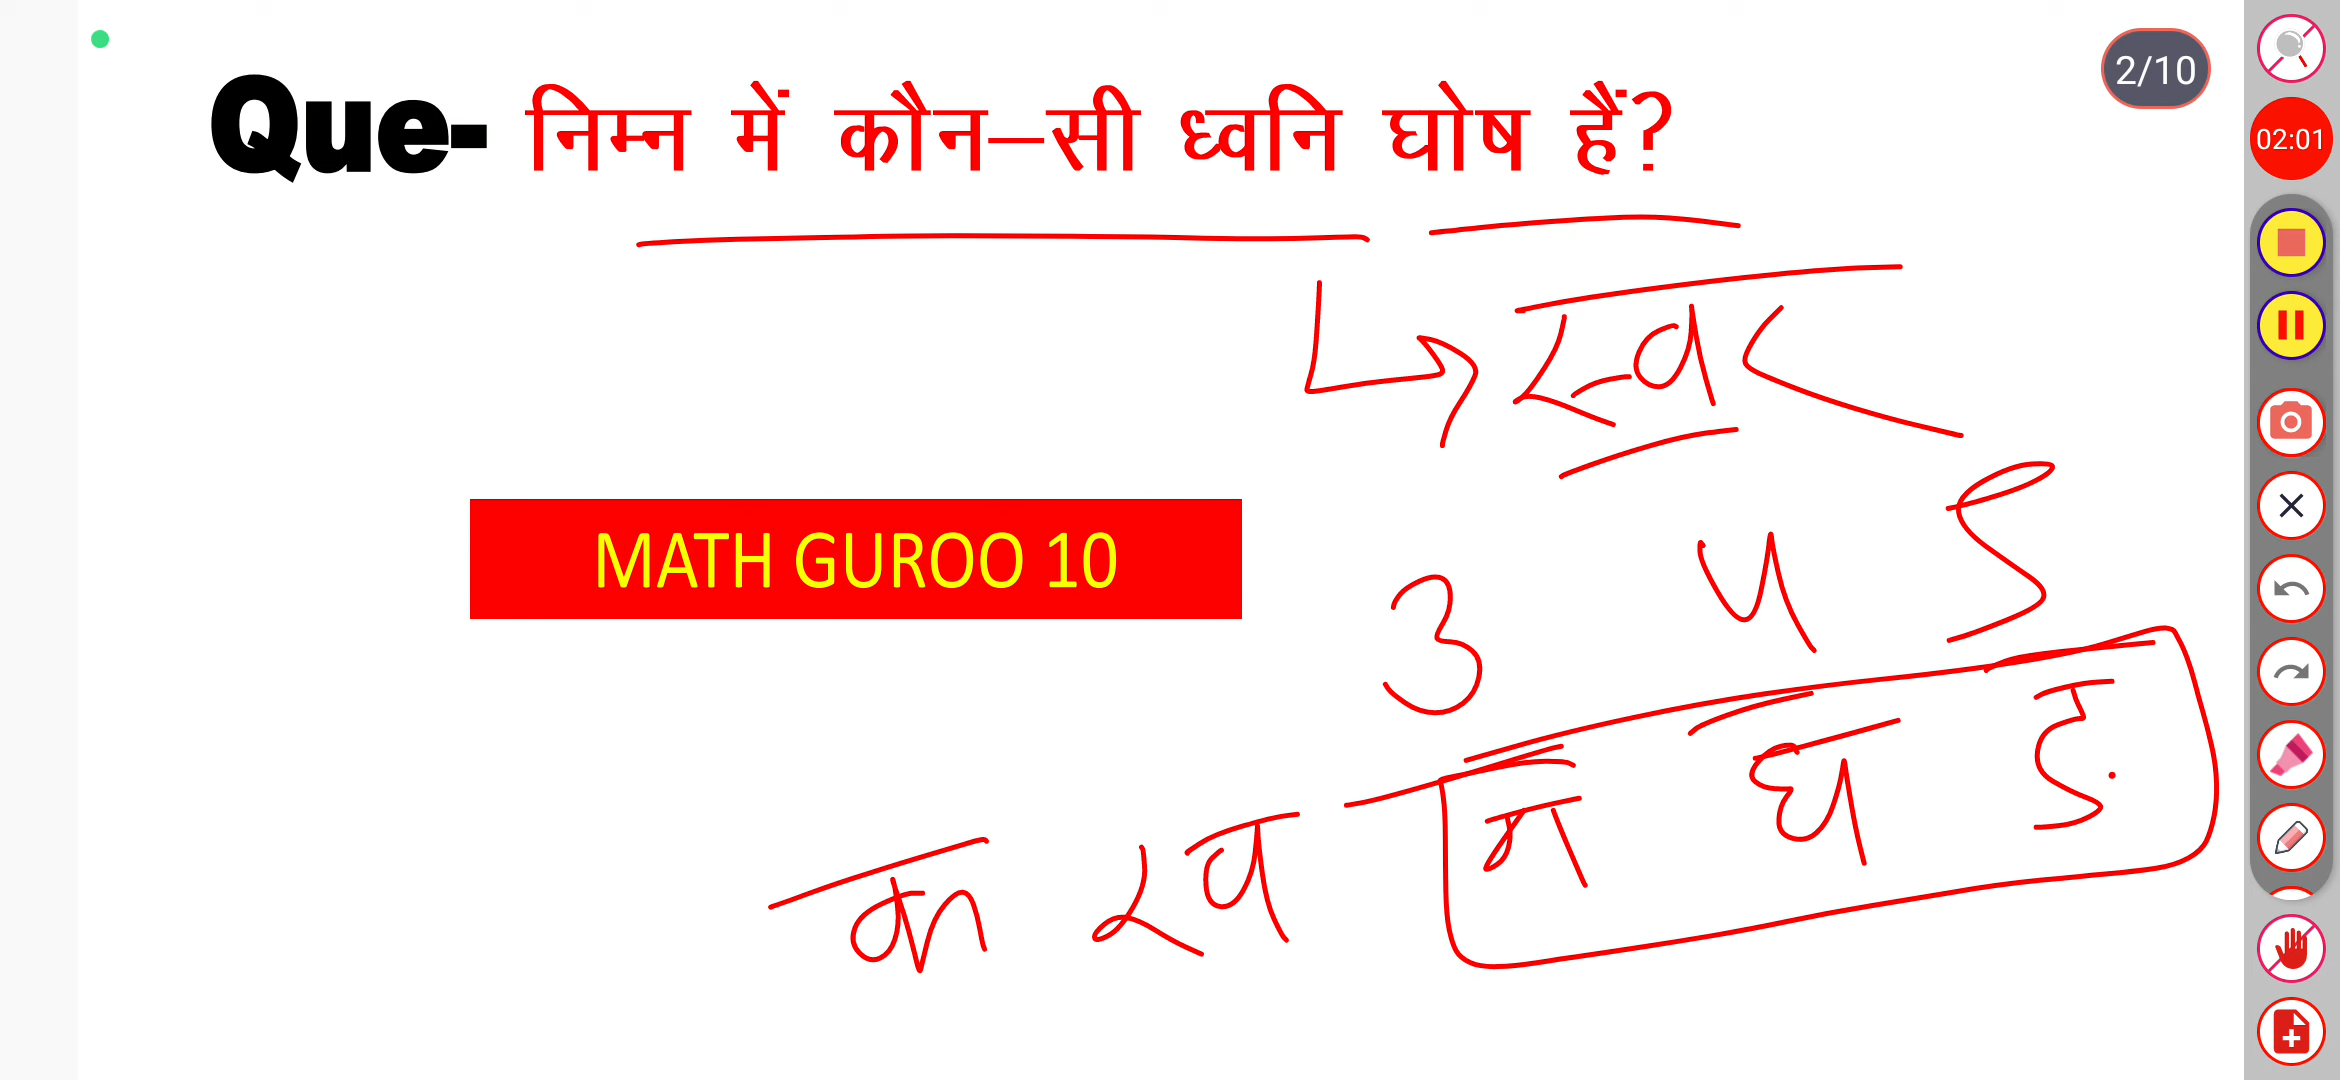 2/10
Que- निम्न में कौन–सी ध्वनि घोष हैं?
02:01
स्वर
MATH GUROO 10
3 4 5
क ख ग घ ङ